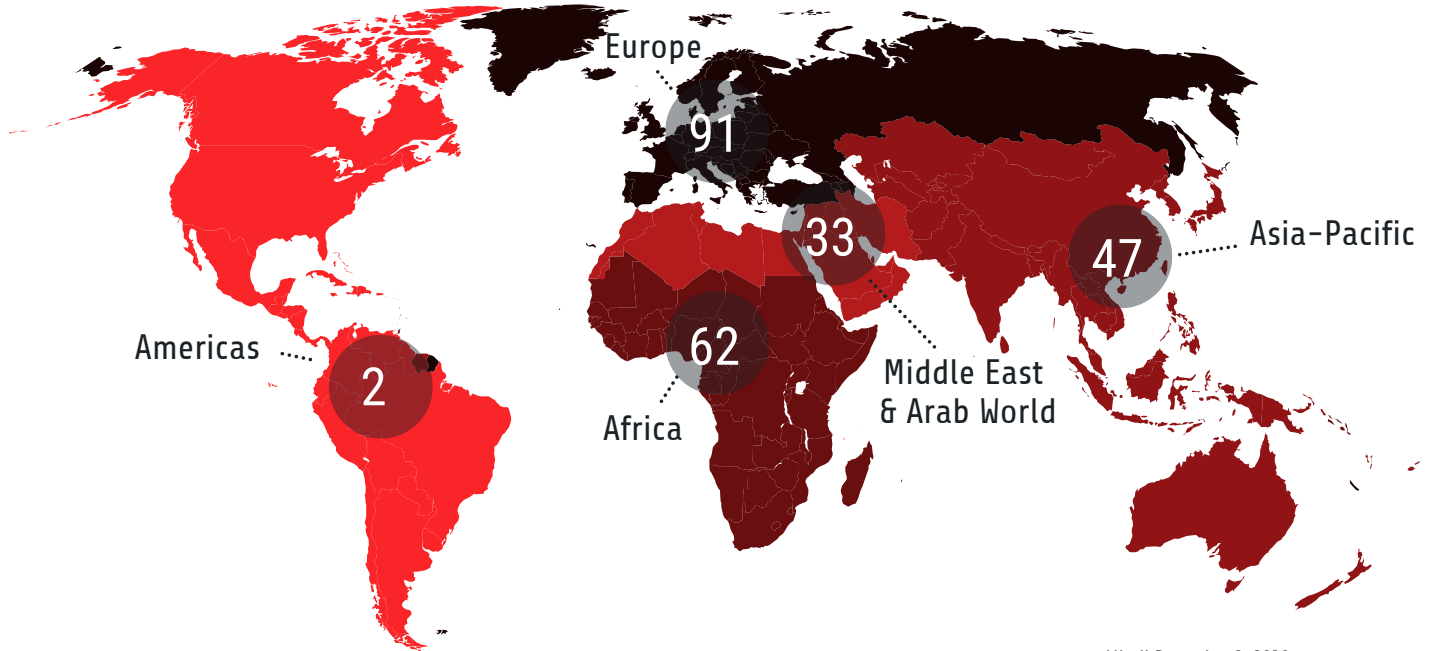 Europe
91
33
Asia-Pacific
47
Americas
2
62
Middle East
& Arab World
Africa